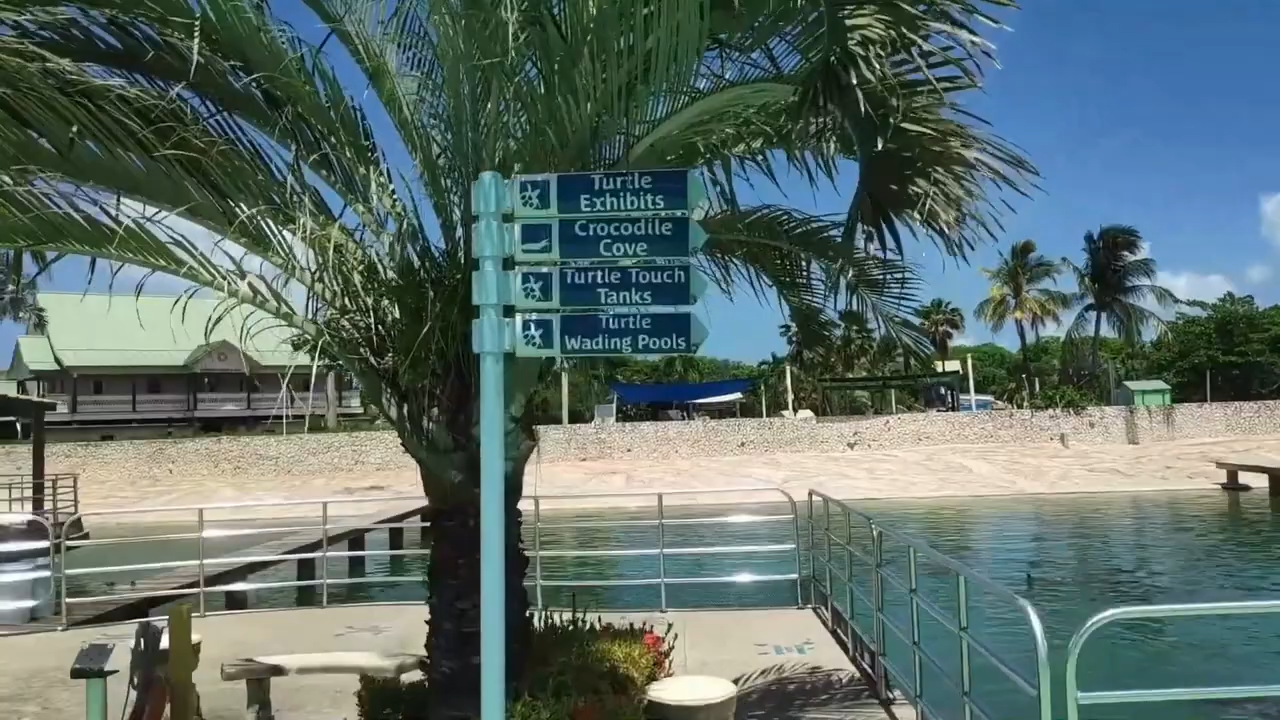 Turtle
Exhibits
Crocodile
Cove
Turtle Touch
Tanks
Turtle
Wading Pools